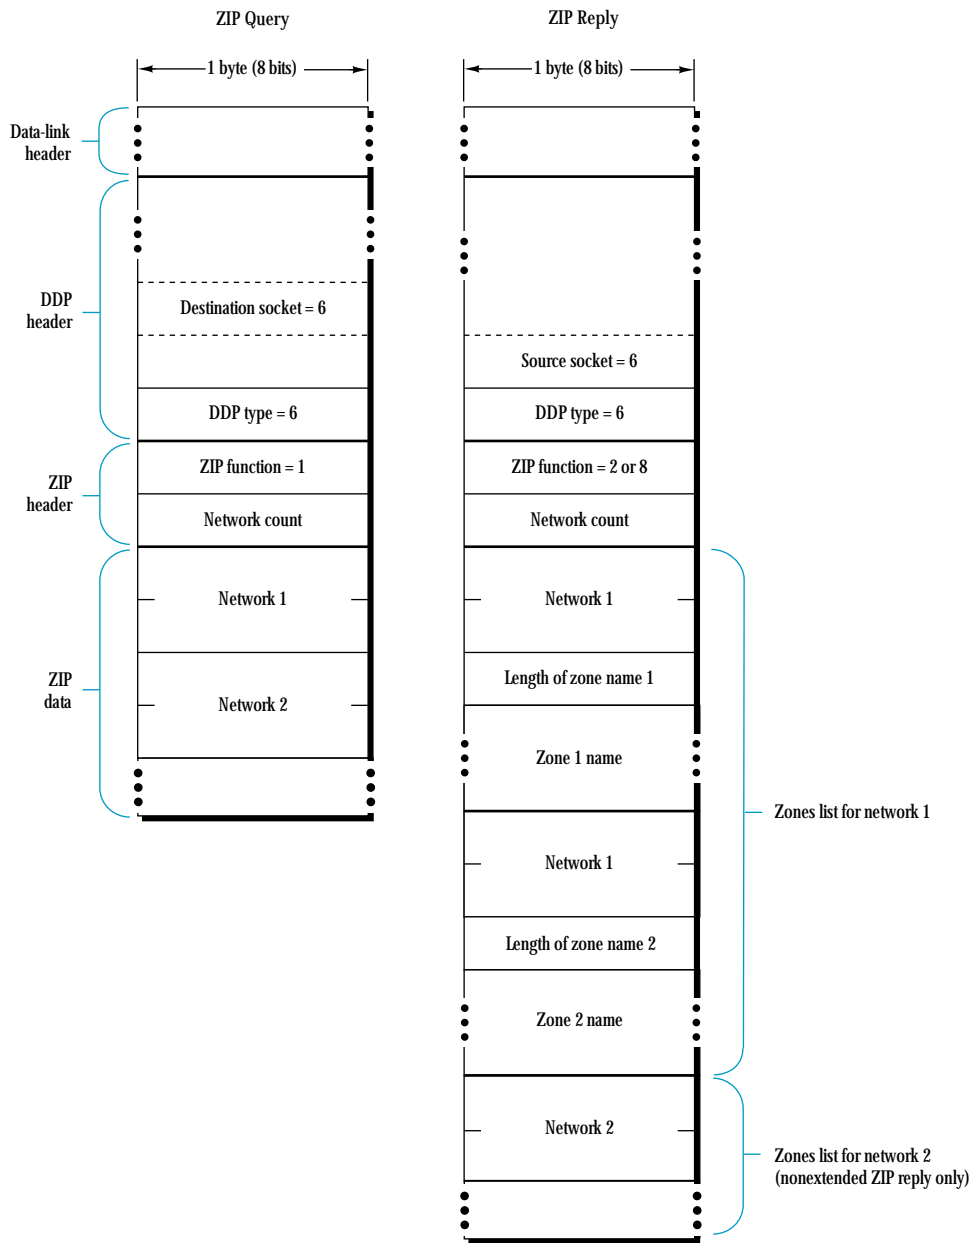 ZIP Query
ZIP Reply
1 byte (8 bits)
1 byte (8 bits)
Data-link
header
DDP
header
Destination socket = 6
Source socket = 6
DDP type = 6
DDP type = 6
ZIP
header
ZIP function = 1
ZIP function = 2 or 8
Network count
Network count
ZIP
data
Network 1
Network 1
Length of zone name 1
Network 2
Zone 1 name
Zones list for network 1
Network 1
Length of zone name 2
Zone 2 name
Network 2
Zones list for network 2
(nonextended ZIP reply only)